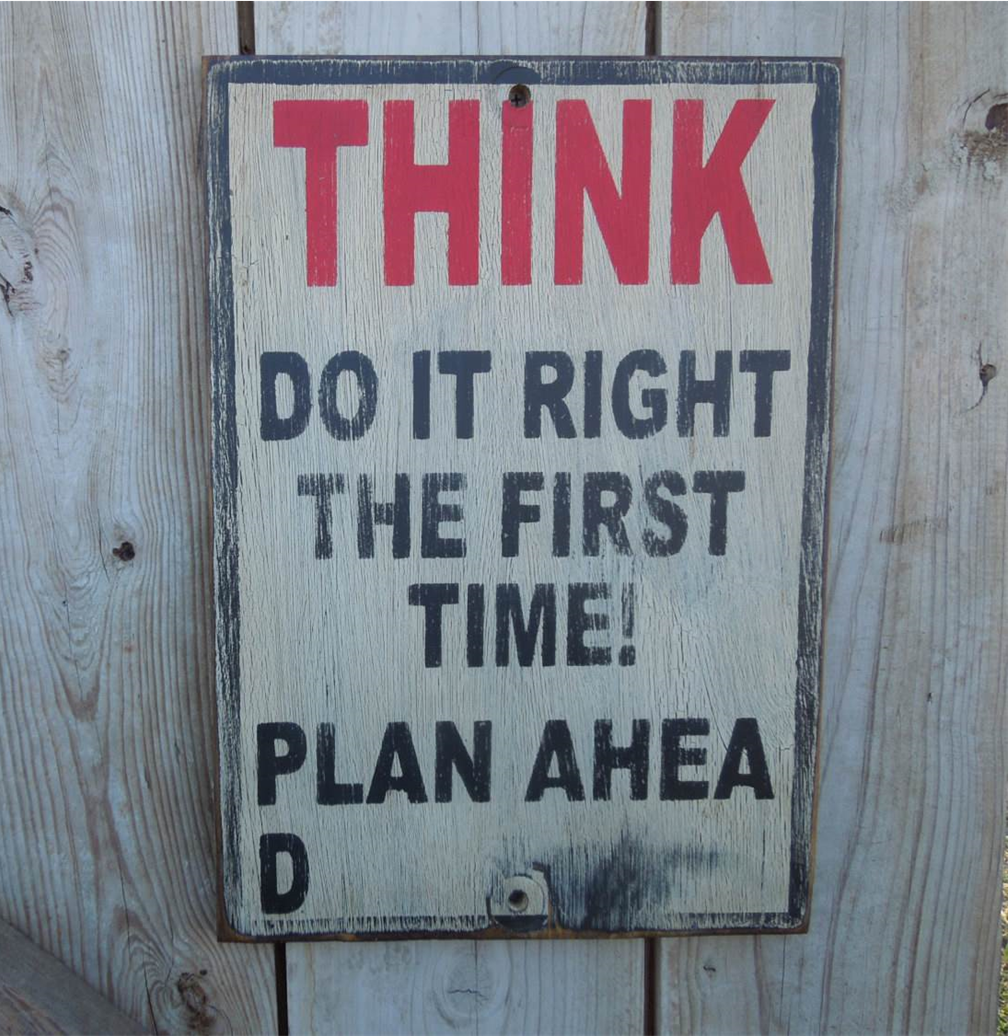 THINK
DO IT RIGHT
THE FIRST
TIME!
PLAN AHEA
D